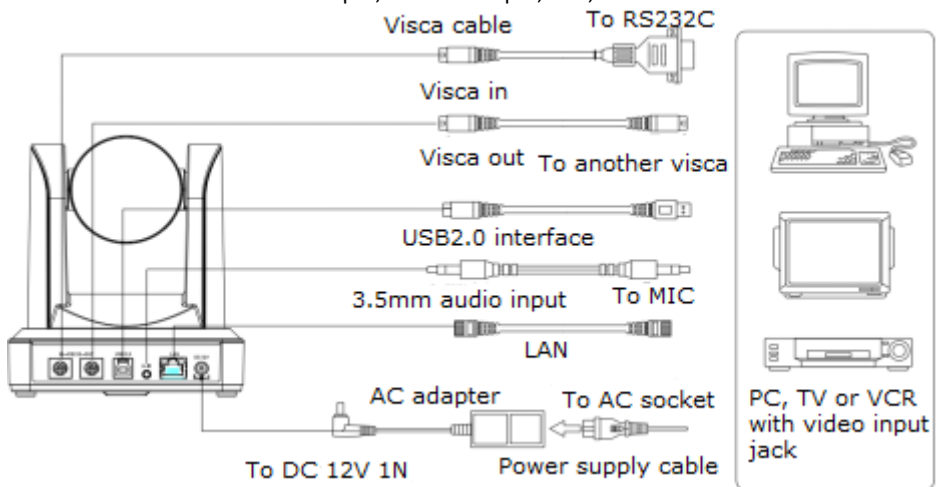 Visca cable
To RS232C
Visca in
Visca out
To another visca
USB2.0 interface
3.5mm audio input
To MIC
LAN
AC adapter
To AC socket
To DC 12V 1N
Power supply cable
PC, TV or VCR
with video input
jack